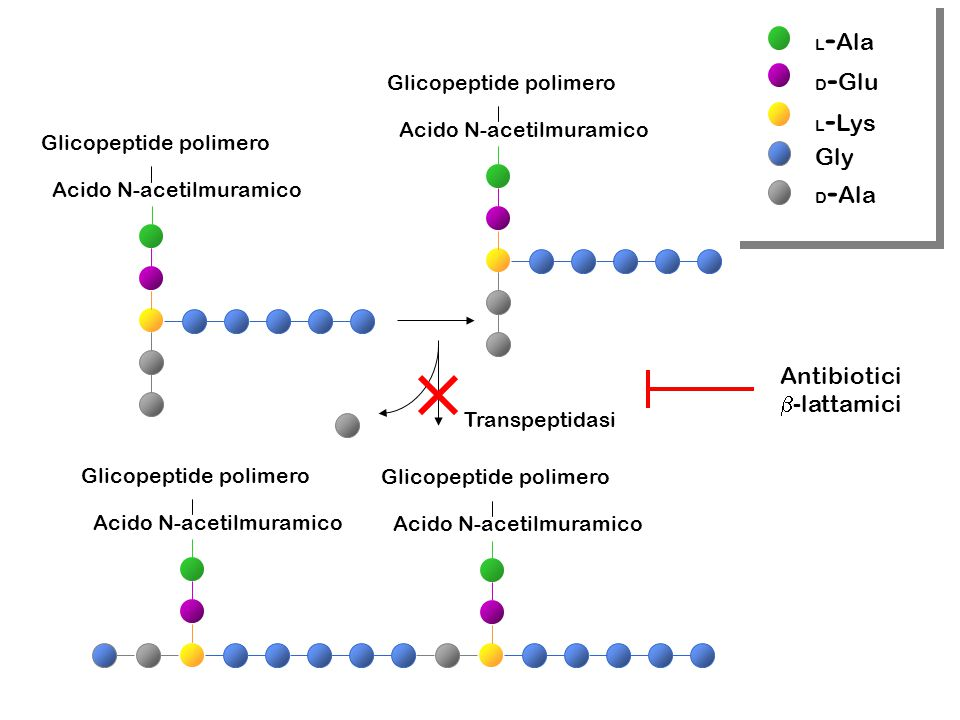 L-Ala
D-Glu
L-Lys
Gly
D-Ala
Glicopeptide polimero
Acido N-acetilmuramico
Glicopeptide polimero
Acido N-acetilmuramico
Antibiotici
β-lattamici
Transpeptidasi
Glicopeptide polimero
Acido N-acetilmuramico
Glicopeptide polimero
Acido N-acetilmuramico